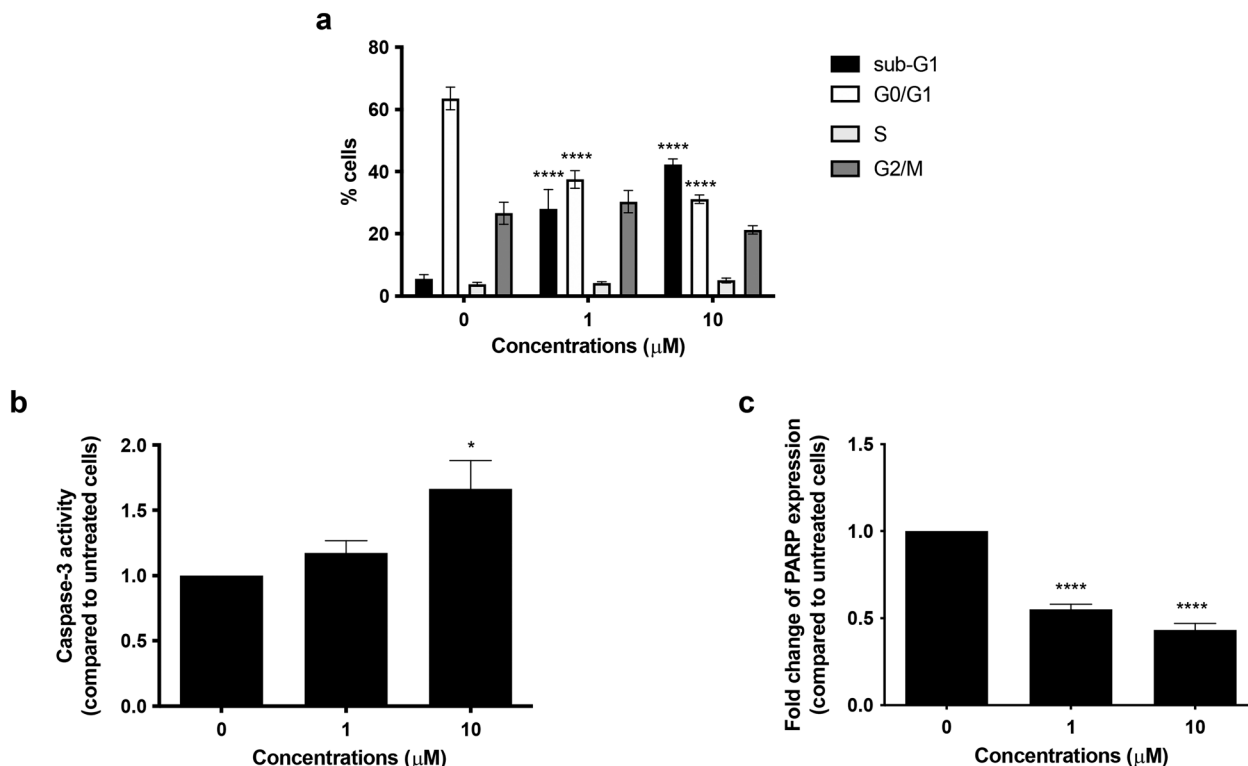 a
80
60
40
20
0
% cells
**** ****
****
****
0 1 10
Concentrations (μM)
sub-G1
G0/G1
S
G2/M
b
2.0
1.5
1.0
0.5
0.0
Caspase-3 activity
(compared to untreated cells)
*
0 1 10
Concentrations (μM)
c
1.5
1.0
0.5
0.0
Fold change of PARP expression
(compared to untreated cells)
****
****
0 1 10
Concentrations (μM)